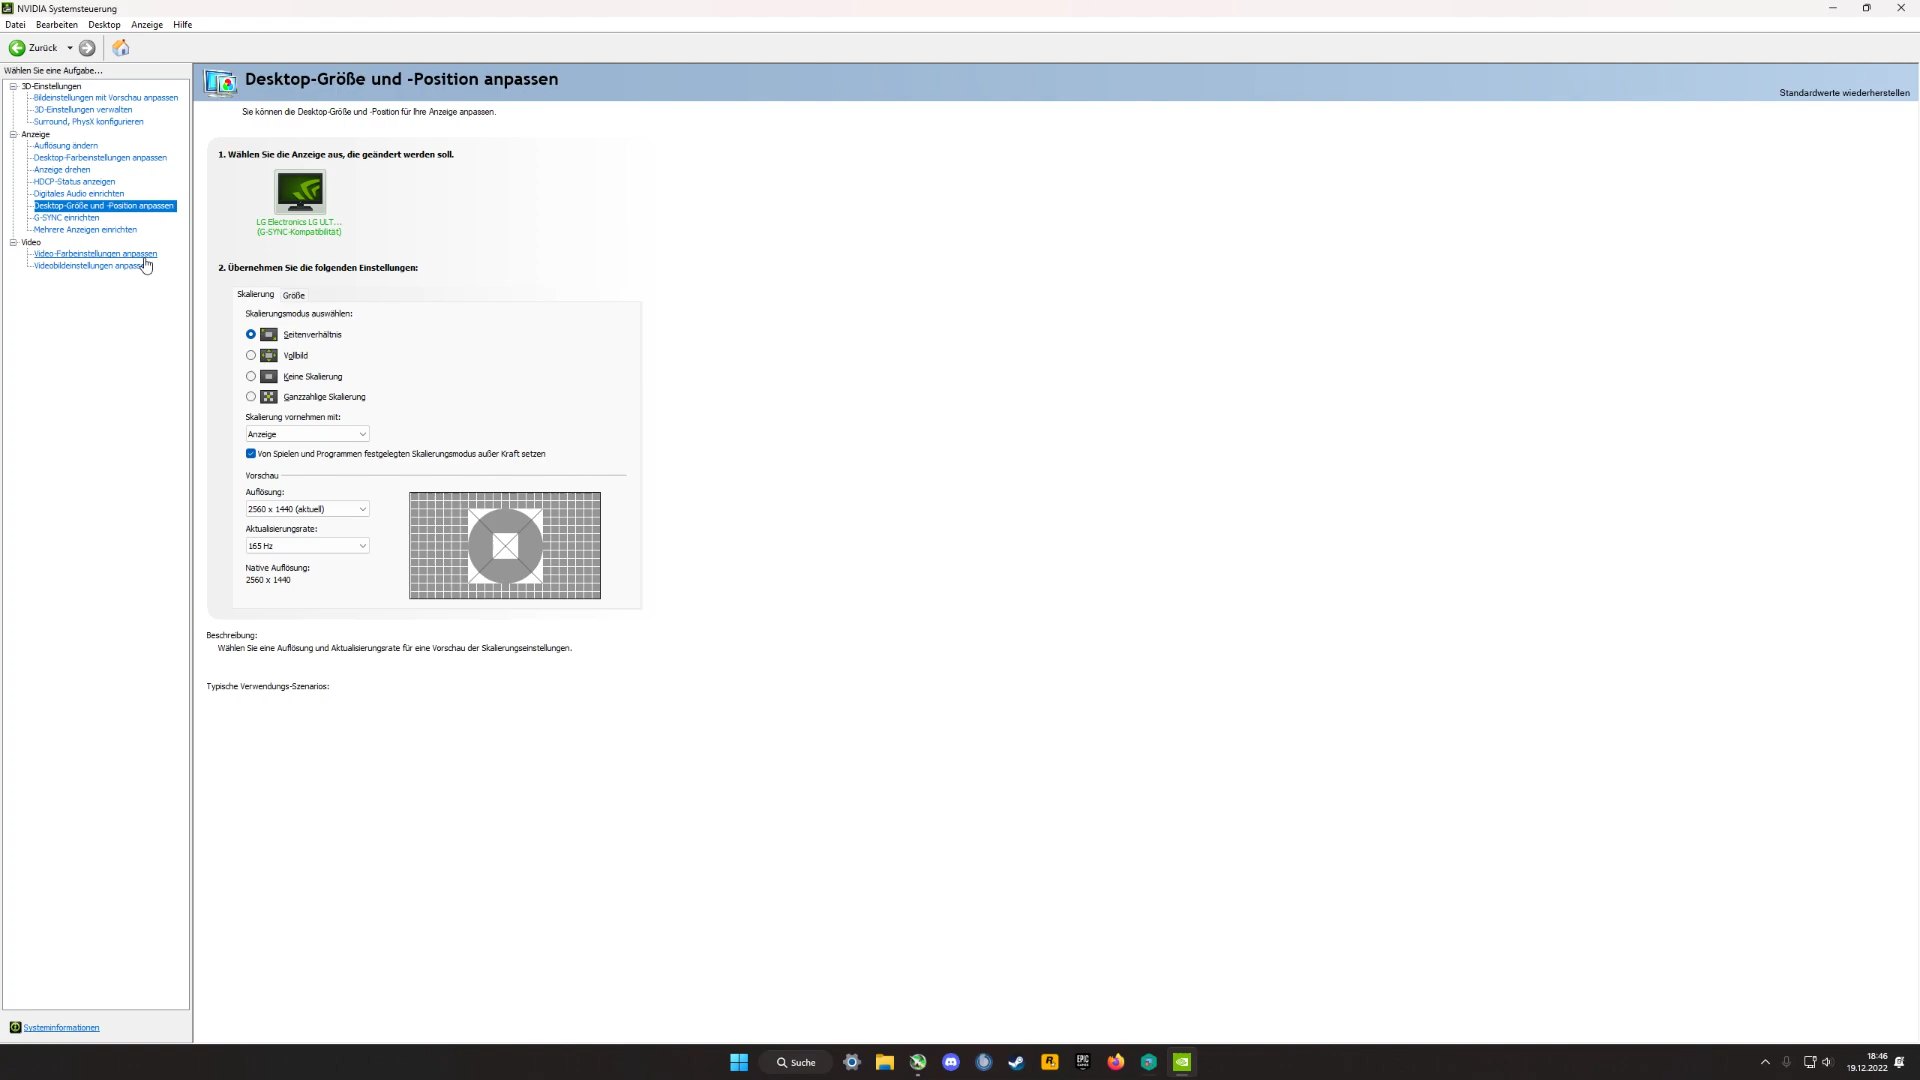 NVIDIA Systemsteuerung
Datei Bearbeiten Desktop Anzeige Hilfe
Zurück
Wählen Sie eine Aufgabe...
3D-Einstellungen
Bildeinstellungen mit Vorschau anpassen
3D-Einstellungen verwalten
Surround, PhysX konfigurieren
Anzeige
Auflösung ändern
Desktop-Farbeinstellungen anpassen
Anzeige drehen
HDCP-Status anzeigen
Digitales Audio einrichten
Desktop-Größe und -Position anpassen
G-SYNC einrichten
Mehrere Anzeigen einrichten
Video
Video-Farbeinstellungen anpassen
Videobildeinstellungen anpass
Systeminformationen
Desktop-Größe und -Position anpassen
Standardwerte wiederherstellen
Sie können die Desktop-Größe und -Position für Ihre Anzeige anpassen.
1. Wählen Sie die Anzeige aus, die geändert werden soll.
LG Electronics LG ULT...
(G-SYNC-Kompatibilität)
2. Übernehmen Sie die folgenden Einstellungen:
Skalierung Größe
Skalierungsmodus auswählen:
Seitenverhältnis
Vollbild
Keine Skalierung
Ganzzahlige Skalierung
Skalierung vornehmen mit:
Anzeige
Von Spielen und Programmen festgelegten Skalierungsmodus außer Kraft setzen
Vorschau
Auflösung:
2560 x 1440 (aktuell)
Aktualisierungsrate:
165 Hz
Native Auflösung:
2560 x 1440
Beschreibung:
Wählen Sie eine Auflösung und Aktualisierungsrate für eine Vorschau der Skalierungseinstellungen.
Typische Verwendungs-Szenarios:
Suche
R
EPIC
GAMES
18:46
19.12.2022